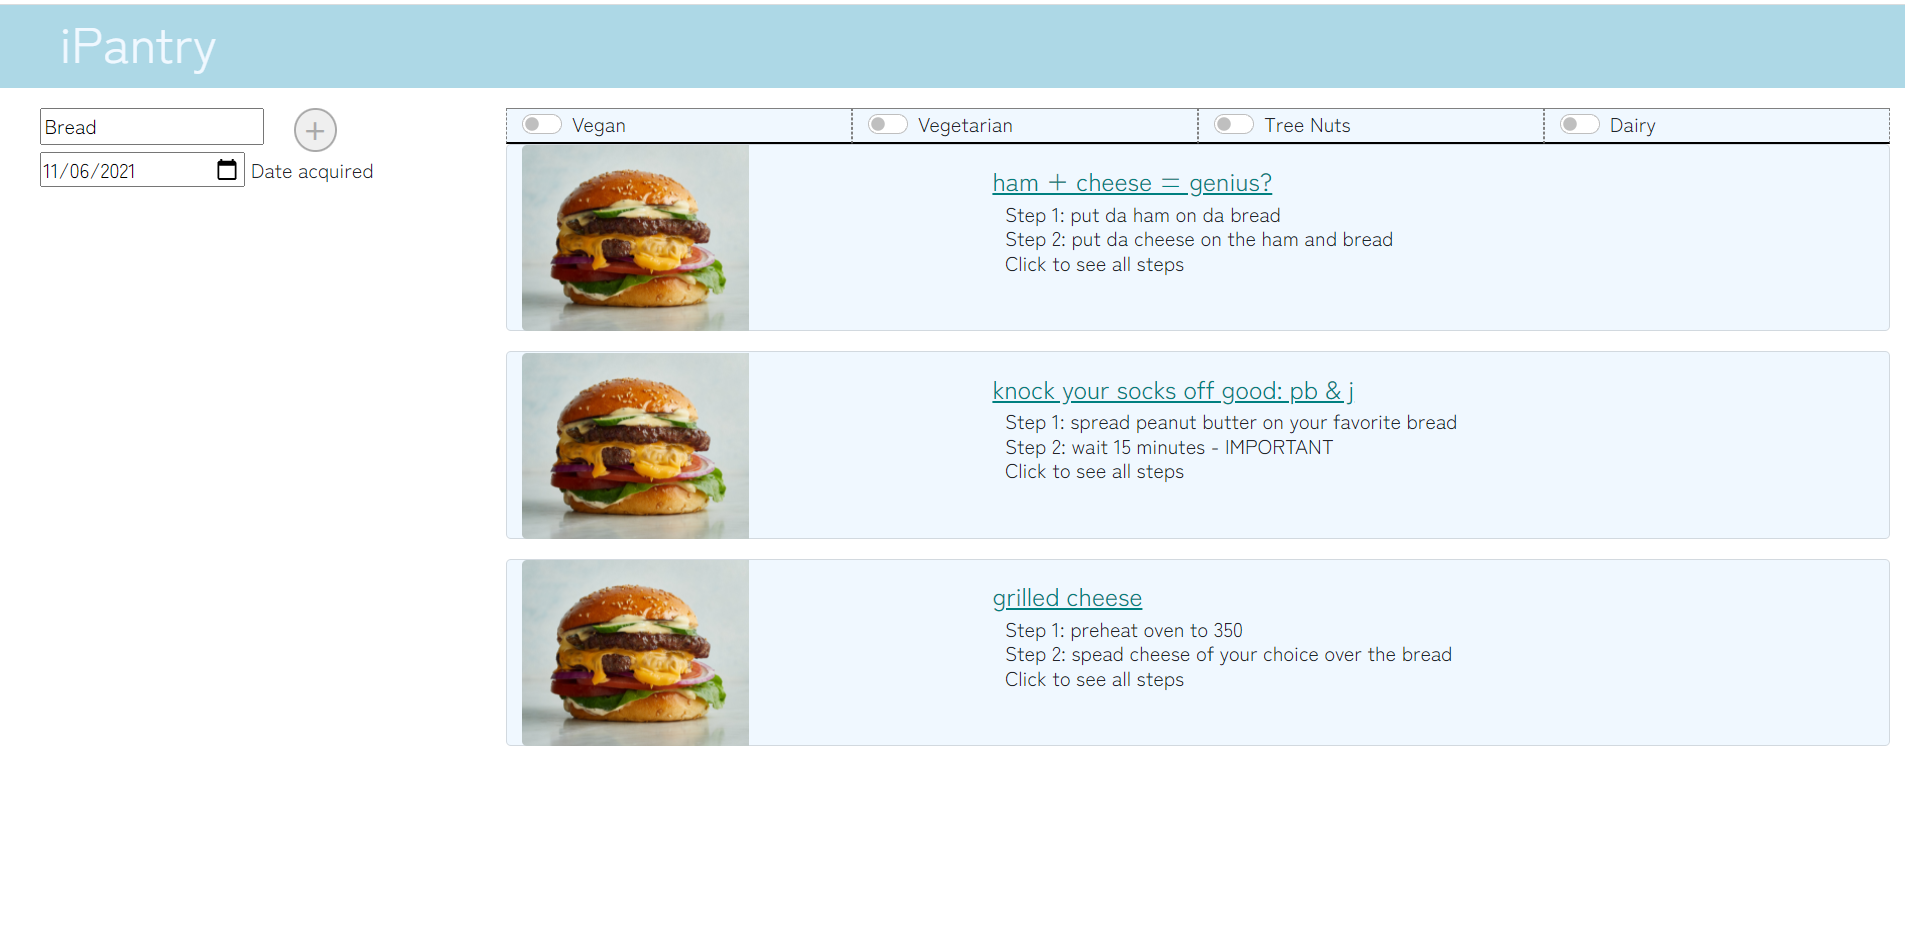 iPantry
Bread
+
11/06/2021 Date acquired
Vegan Vegetarian Tree Nuts Dairy
ham + cheese = genius?
Step 1: put da ham on da bread
Step 2: put da cheese on the ham and bread
Click to see all steps
knock your socks off good: pb & j
Step 1: spread peanut butter on your favorite bread
Step 2: wait 15 minutes - IMPORTANT
Click to see all steps
grilled cheese
Step 1: preheat oven to 350
Step 2: spead cheese of your choice over the bread
Click to see all steps